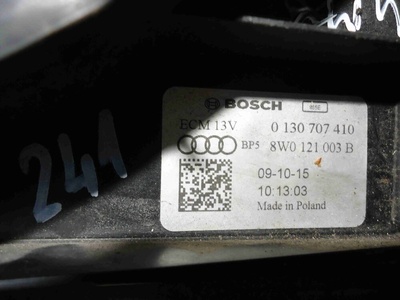 BOSCH
ECM 13V 0 130 707 410
BP5 8W0 121 003 B
09-10-15
10:13:03
Made in Poland
241